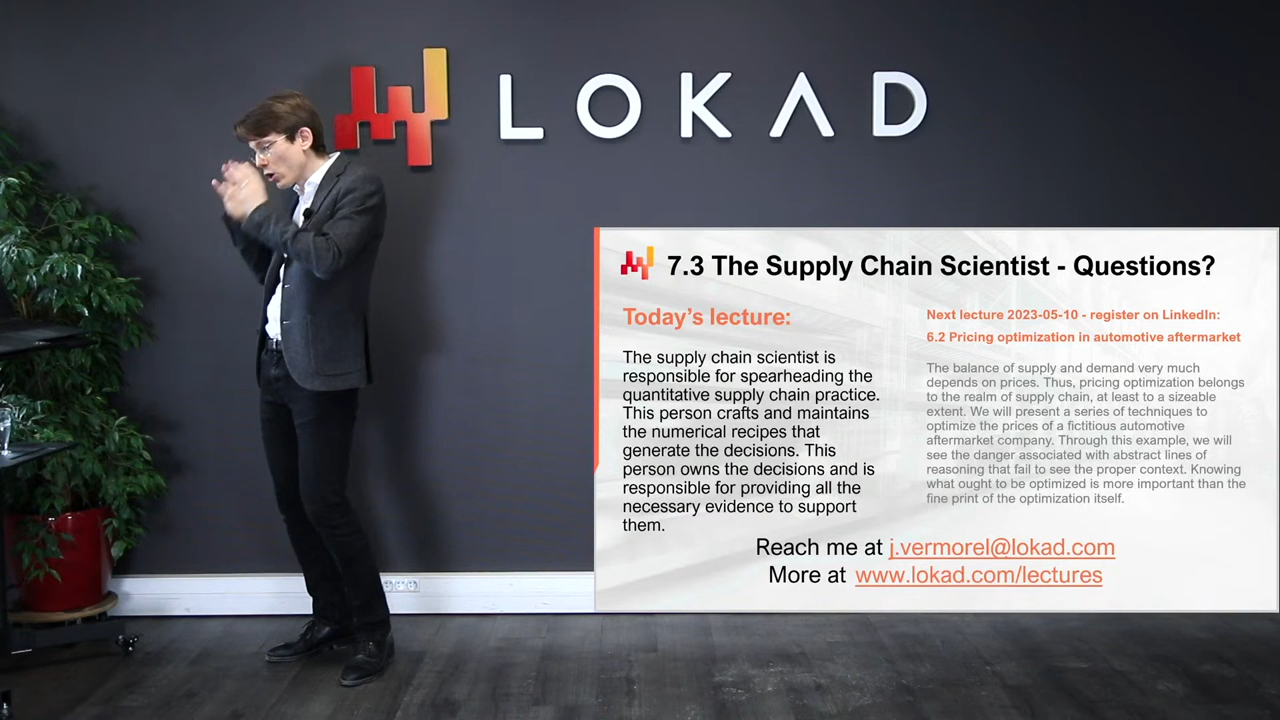 LOKAD
7.3 The Supply Chain Scientist - Questions?
Today's lecture:
The supply chain scientist is
responsible for spearheading the
quantitative supply chain practice.
This person crafts and maintains
the numerical recipes that
generate the decisions. This
person owns the decisions and is
responsible for providing all the
necessary evidence to support
them.
Next lecture 2023-05-10 - register on LinkedIn:
6.2 Pricing optimization in automotive aftermarket
The balance of supply and demand very much
depends on prices. Thus, pricing optimization belongs
to the realm of supply chain, at least to a sizeable
extent. We will present a series of techniques to
optimize the prices of a fictitious automotive
aftermarket company. Through this example, we will
see the danger associated with abstract lines of
reasoning that fail to see the proper context. Knowing
what ought to be optimized is more important than the
fine print of the optimization itself.
Reach me at j.vermorel@lokad.com
More at www.lokad.com/lectures